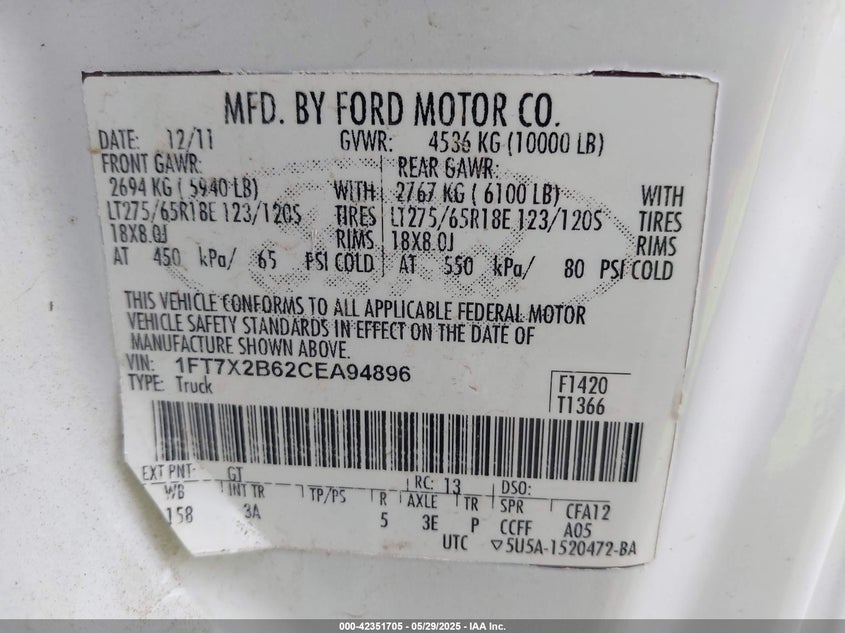 MFD. BY FORD MOTOR CO.
DATE: 12/11 GVWR: 4536 KG (10000 LB)
FRONT GAWR: REAR GAWR:
2694 KG ( 5940 LB) WITH 2767 KG ( 6100 LB) WITH
LT275/65R18E 123/120S TIRES LT275/65R18E 123/120S TIRES
18X8.0J RIMS 18X8.0J RIMS
AT 450 kPa/ 65 PSI COLD AT 550 kPa/ 80 PSI COLD
THIS VEHICLE CONFORMS TO ALL APPLICABLE FEDERAL MOTOR
VEHICLE SAFETY STANDARDS IN EFFECT ON THE DATE OF
MANUFACTURE SHOWN ABOVE.
VIN: 1FT7X2B62CEA94896
TYPE: Truck
F1420
T1366
EXT PNT: GT RC: 13 DSO:
WB INT TR TP/PS R AXLE TR SPR CFA12
158 3A 5 3E P CCFF A05
UTC ▽5U5A-1520472-BA
000-42351705 - 05/29/2025 - IAA Inc.